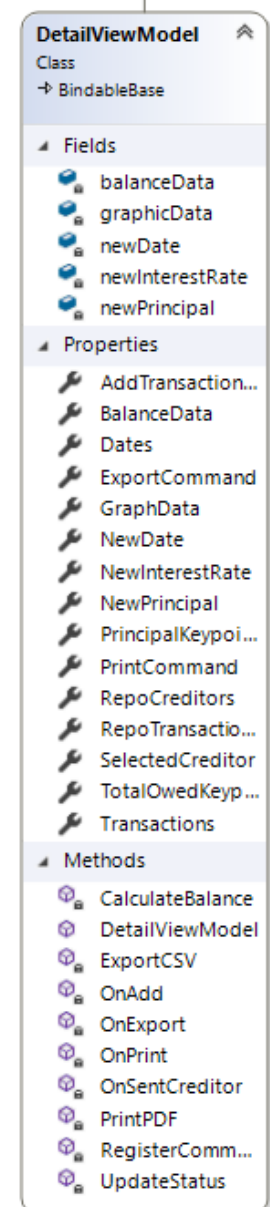 DetailViewModel
Class
BindableBase
Fields
balanceData
graphicData
newDate
newInterestRate
newPrincipal
Properties
AddTransaction...
BalanceData
Dates
ExportCommand
GraphData
NewDate
NewInterestRate
NewPrincipal
PrincipalKeypoi...
PrintCommand
RepoCreditors
RepoTransactio...
SelectedCreditor
TotalOwedKeyp...
Transactions
Methods
CalculateBalance
DetailViewModel
ExportCSV
OnAdd
OnExport
OnPrint
OnSentCreditor
PrintPDF
RegisterComm...
UpdateStatus